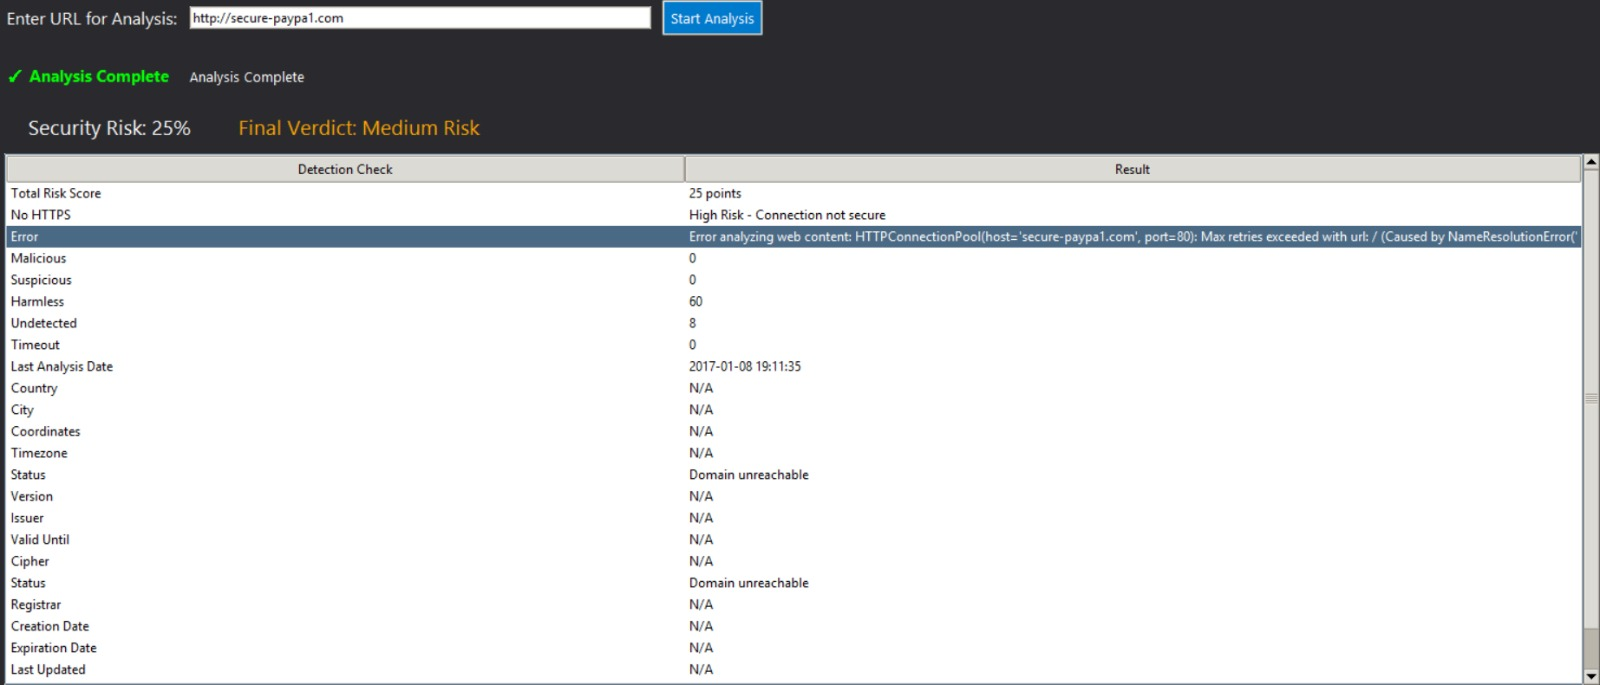 Enter URL for Analysis: http://secure-paypa1.com Start Analysis
✓ Analysis Complete Analysis Complete
Security Risk: 25% Final Verdict: Medium Risk
Detection Check Result
Total Risk Score 25 points
No HTTPS High Risk - Connection not secure
Error Error analyzing web content: HTTPConnectionPool(host='secure-paypa1.com', port=80): Max retries exceeded with url: / (Caused by NameResolutionError('
Malicious 0
Suspicious 0
Harmless 60
Undetected 8
Timeout 0
Last Analysis Date 2017-01-08 19:11:35
Country N/A
City N/A
Coordinates N/A
Timezone N/A
Status Domain unreachable
Version N/A
Issuer N/A
Valid Until N/A
Cipher N/A
Status Domain unreachable
Registrar N/A
Creation Date N/A
Expiration Date N/A
Last Updated N/A